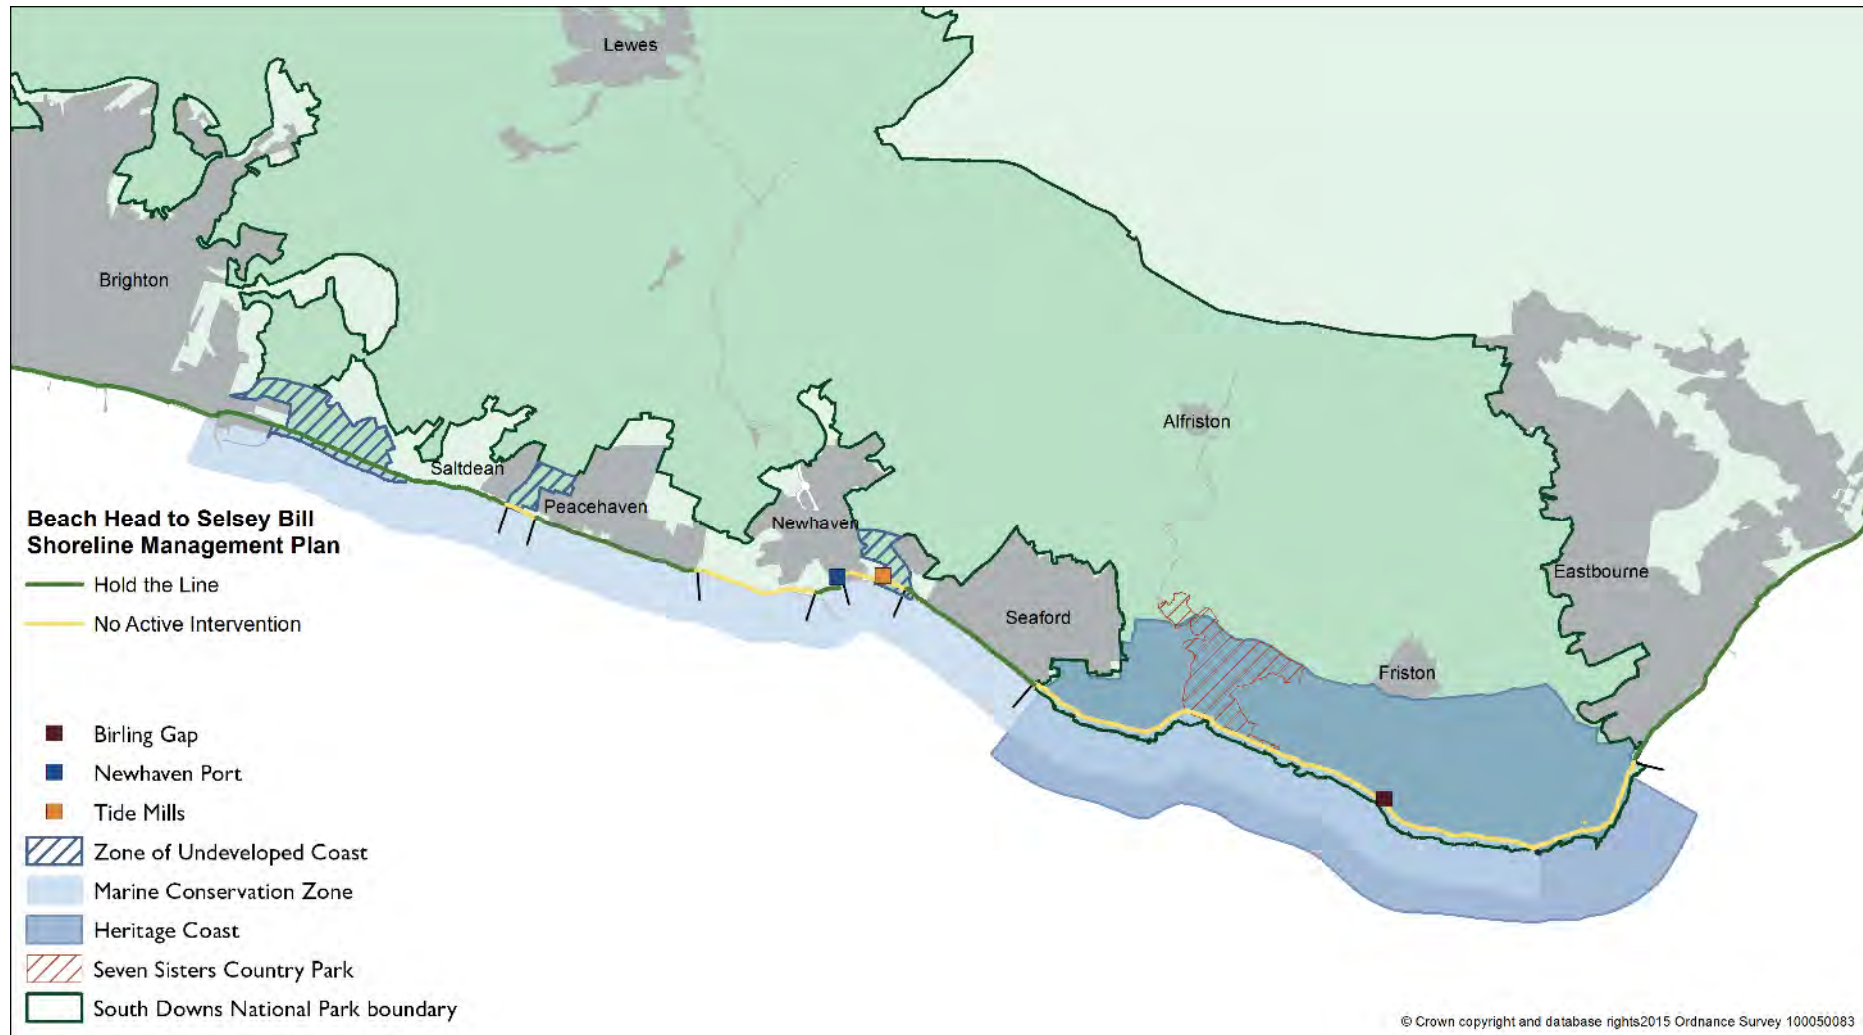 Lewes
Brighton
Alfriston
Saltdean
Peacehaven
Newhaven
Eastbourne
Seaford
Friston
Beach Head to Selsey Bill
Shoreline Management Plan
Hold the Line
No Active Intervention
Birling Gap
Newhaven Port
Tide Mills
Zone of Undeveloped Coast
Marine Conservation Zone
Heritage Coast
Seven Sisters Country Park
South Downs National Park boundary
© Crown copyright and database rights2015 Ordnance Survey 100050083